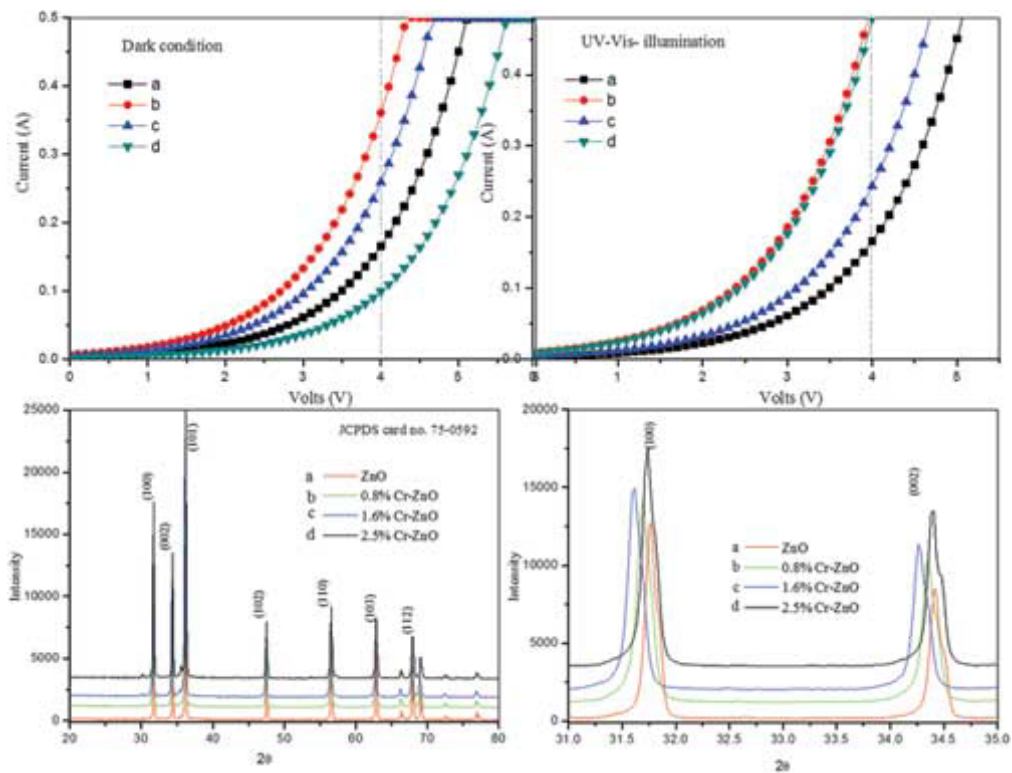 0.5
0.4
0.3
0.2
0.1
0.0
Current (A)
Dark condition
a
b
c
d
0 1 2 3 4 5
Volts (V)
Current (A)
0.4
0.3
0.2
0.1
0.0
UV-Vis- illumination
a
b
c
d
1 2 3 4 5
Volts (V)
25000
20000
15000
10000
5000
0
Intensity
JCPDS card no. 75-0592
(100)
(002)
(101)
(102)
(110)
(103)
(112)
a ZnO
b 0.8% Cr-ZnO
c 1.6% Cr-ZnO
d 2.5% Cr-ZnO
20 30 40 50 60 70 80
2θ
20000
15000
10000
5000
0
Intensity
(100)
(002)
a ZnO
b 0.8% Cr-ZnO
c 1.6% Cr-ZnO
d 2.5% Cr-ZnO
31.0 31.5 32.0 32.5 33.0 33.5 34.0 34.5 35.0
2θ